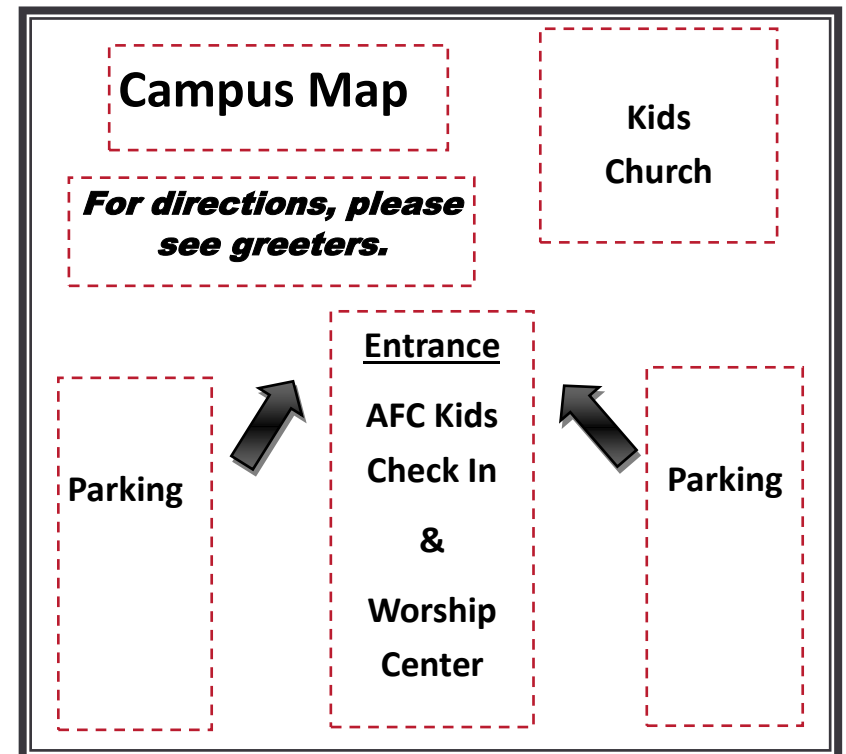 Campus Map
For directions, please
see greeters.
Kids
Church
Entrance
AFC Kids
Check In
&
Worship
Center
Parking
Parking